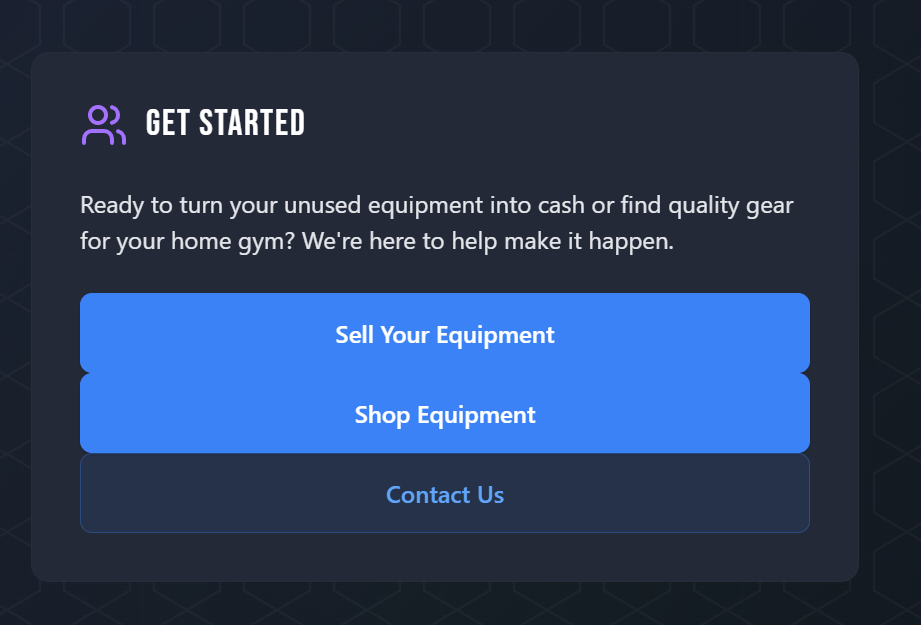 GET STARTED
Ready to turn your unused equipment into cash or find quality gear
for your home gym? We're here to help make it happen.
Sell Your Equipment
Shop Equipment
Contact Us